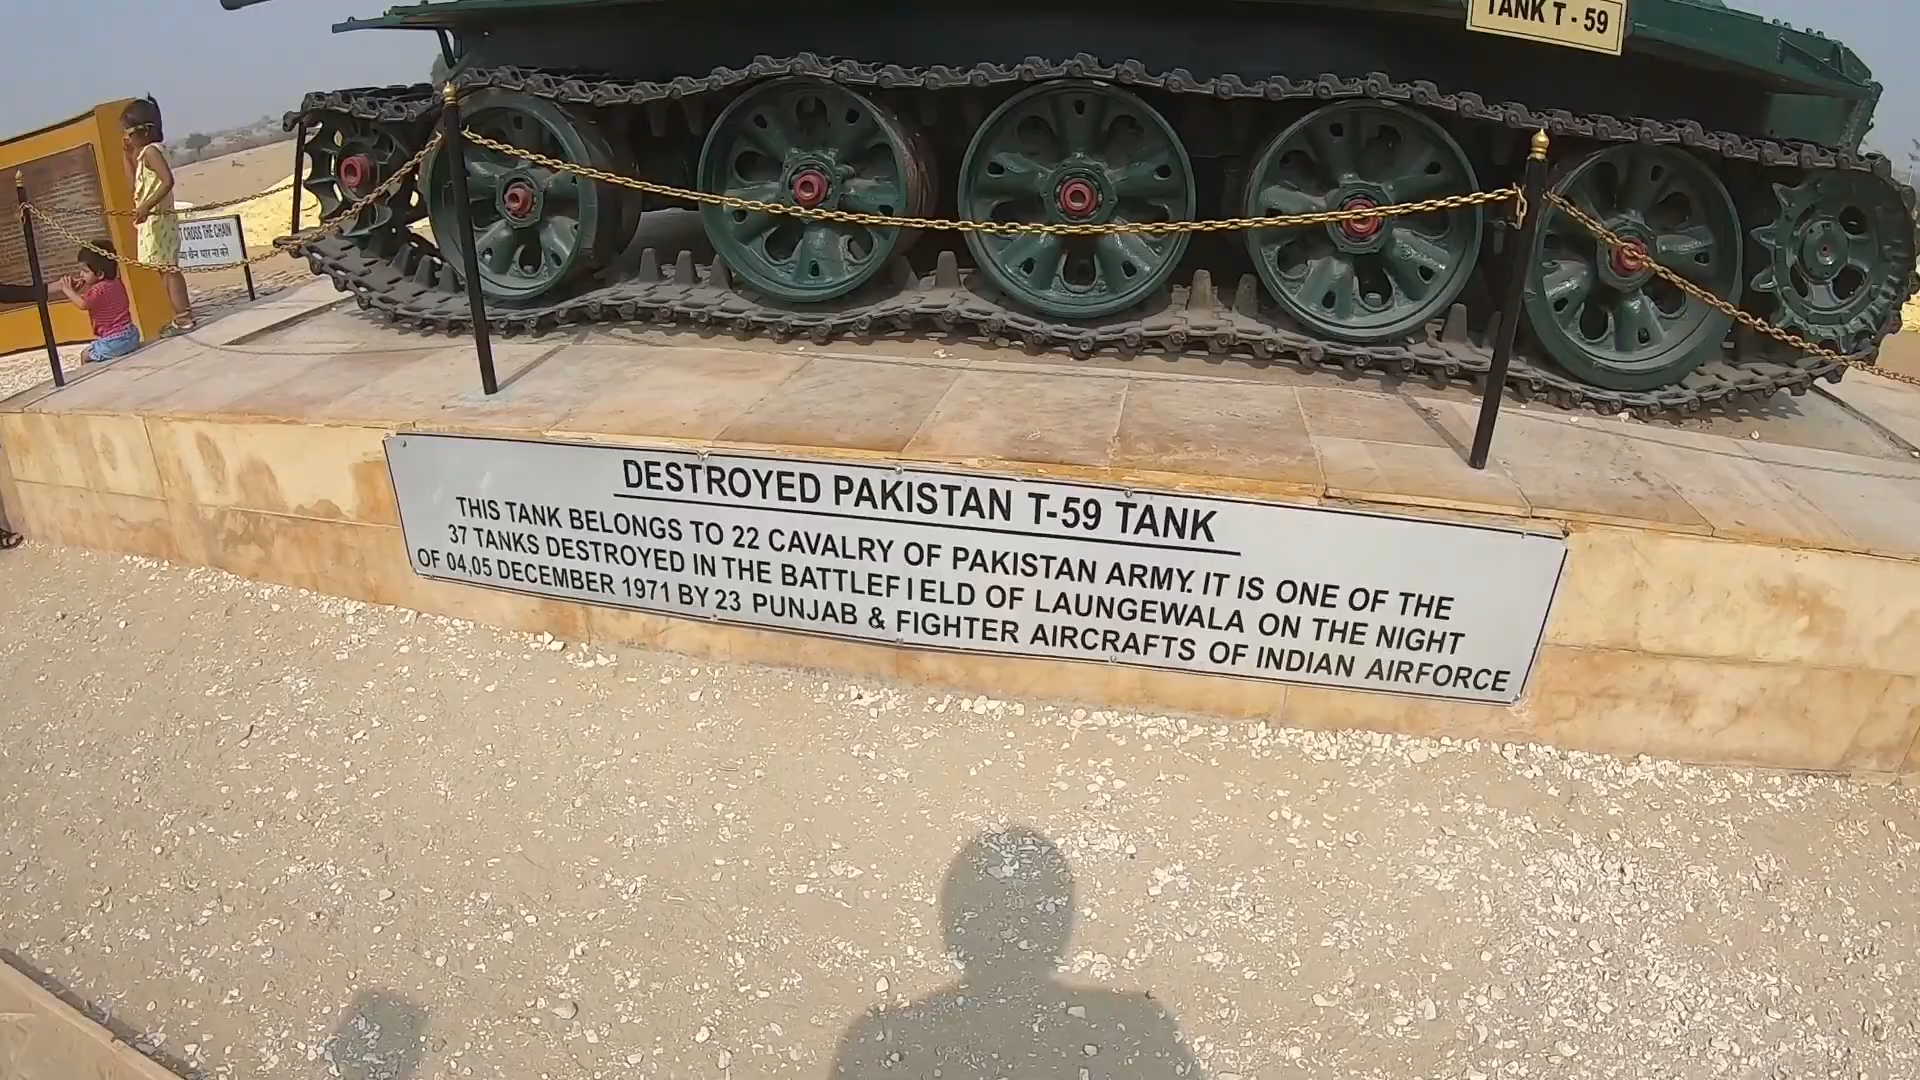 TANK T - 59
CROSS THE CHAIN
DESTROYED PAKISTAN T-59 TANK
THIS TANK BELONGS TO 22 CAVALRY OF PAKISTAN ARMY. IT IS ONE OF THE
37 TANKS DESTROYED IN THE BATTLEFIELD OF LAUNGEWALA ON THE NIGHT
OF 04,05 DECEMBER 1971 BY 23 PUNJAB & FIGHTER AIRCRAFTS OF INDIAN AIRFORCE